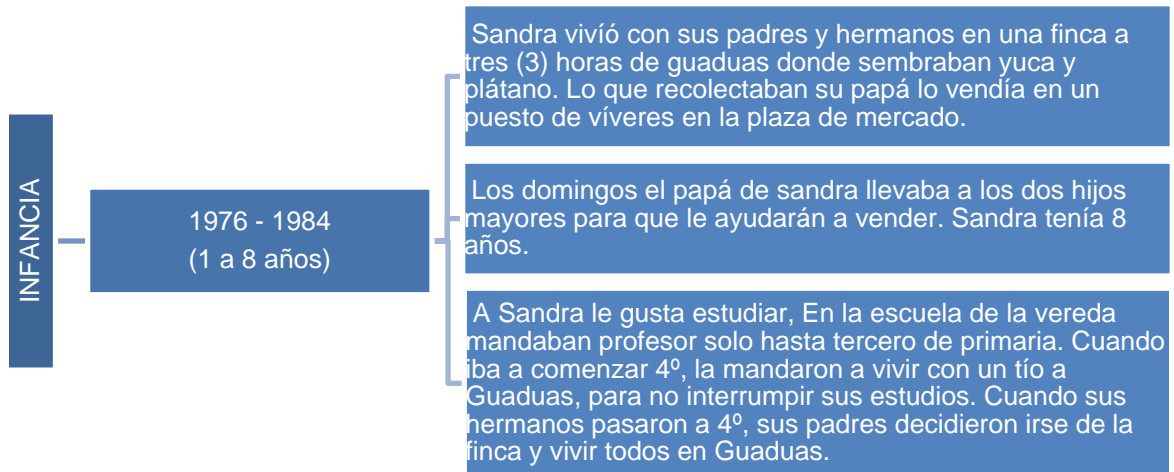 INFANCIA
1976 - 1984
(1 a 8 años)
Sandra vivíó con sus padres y hermanos en una finca a
tres (3) horas de guaduas donde sembraban yuca y
plátano. Lo que recolectaban su papá lo vendía en un
puesto de víveres en la plaza de mercado.
Los domingos el papá de sandra llevaba a los dos hijos
mayores para que le ayudarán a vender. Sandra tenía 8
años.
A Sandra le gusta estudiar, En la escuela de la vereda
mandaban profesor solo hasta tercero de primaria. Cuando
iba a comenzar 4º, la mandaron a vivir con un tío a
Guaduas, para no interrumpir sus estudios. Cuando sus
hermanos pasaron a 4º, sus padres decidieron irse de la
finca y vivir todos en Guaduas.